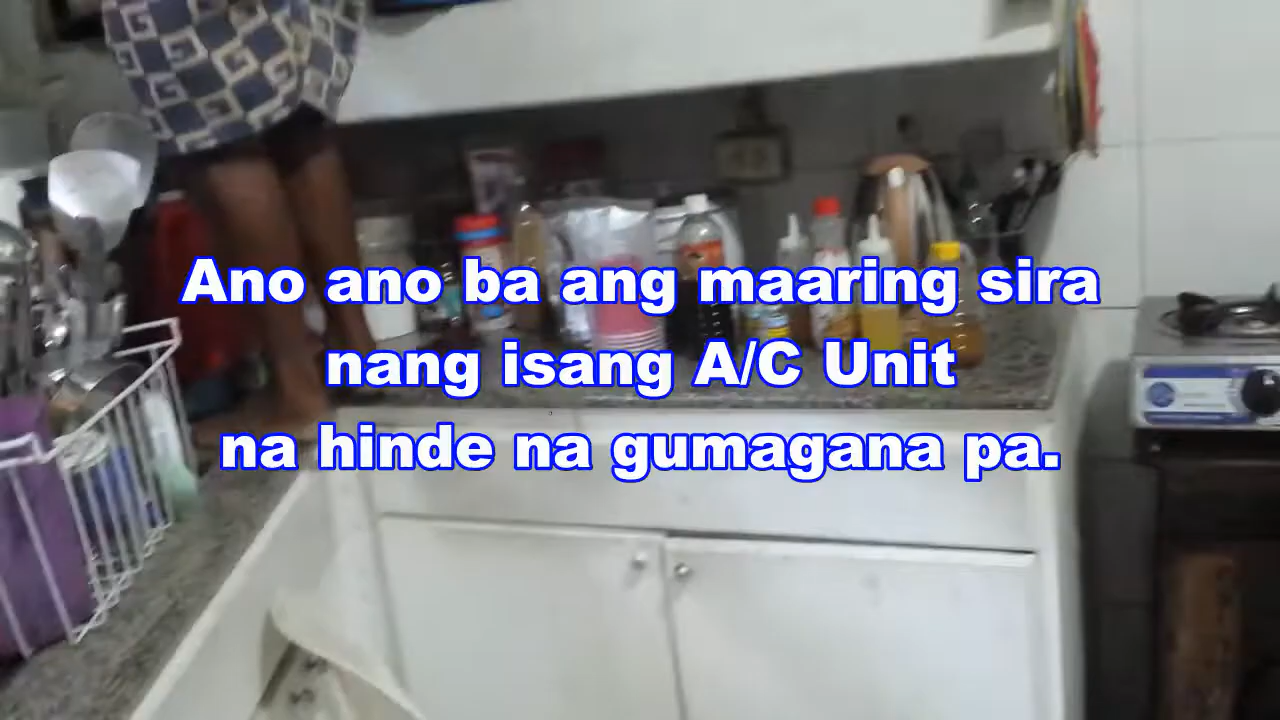 Ano ano ba ang maaring sira
nang isang A/C Unit
na hinde na gumagana pa.